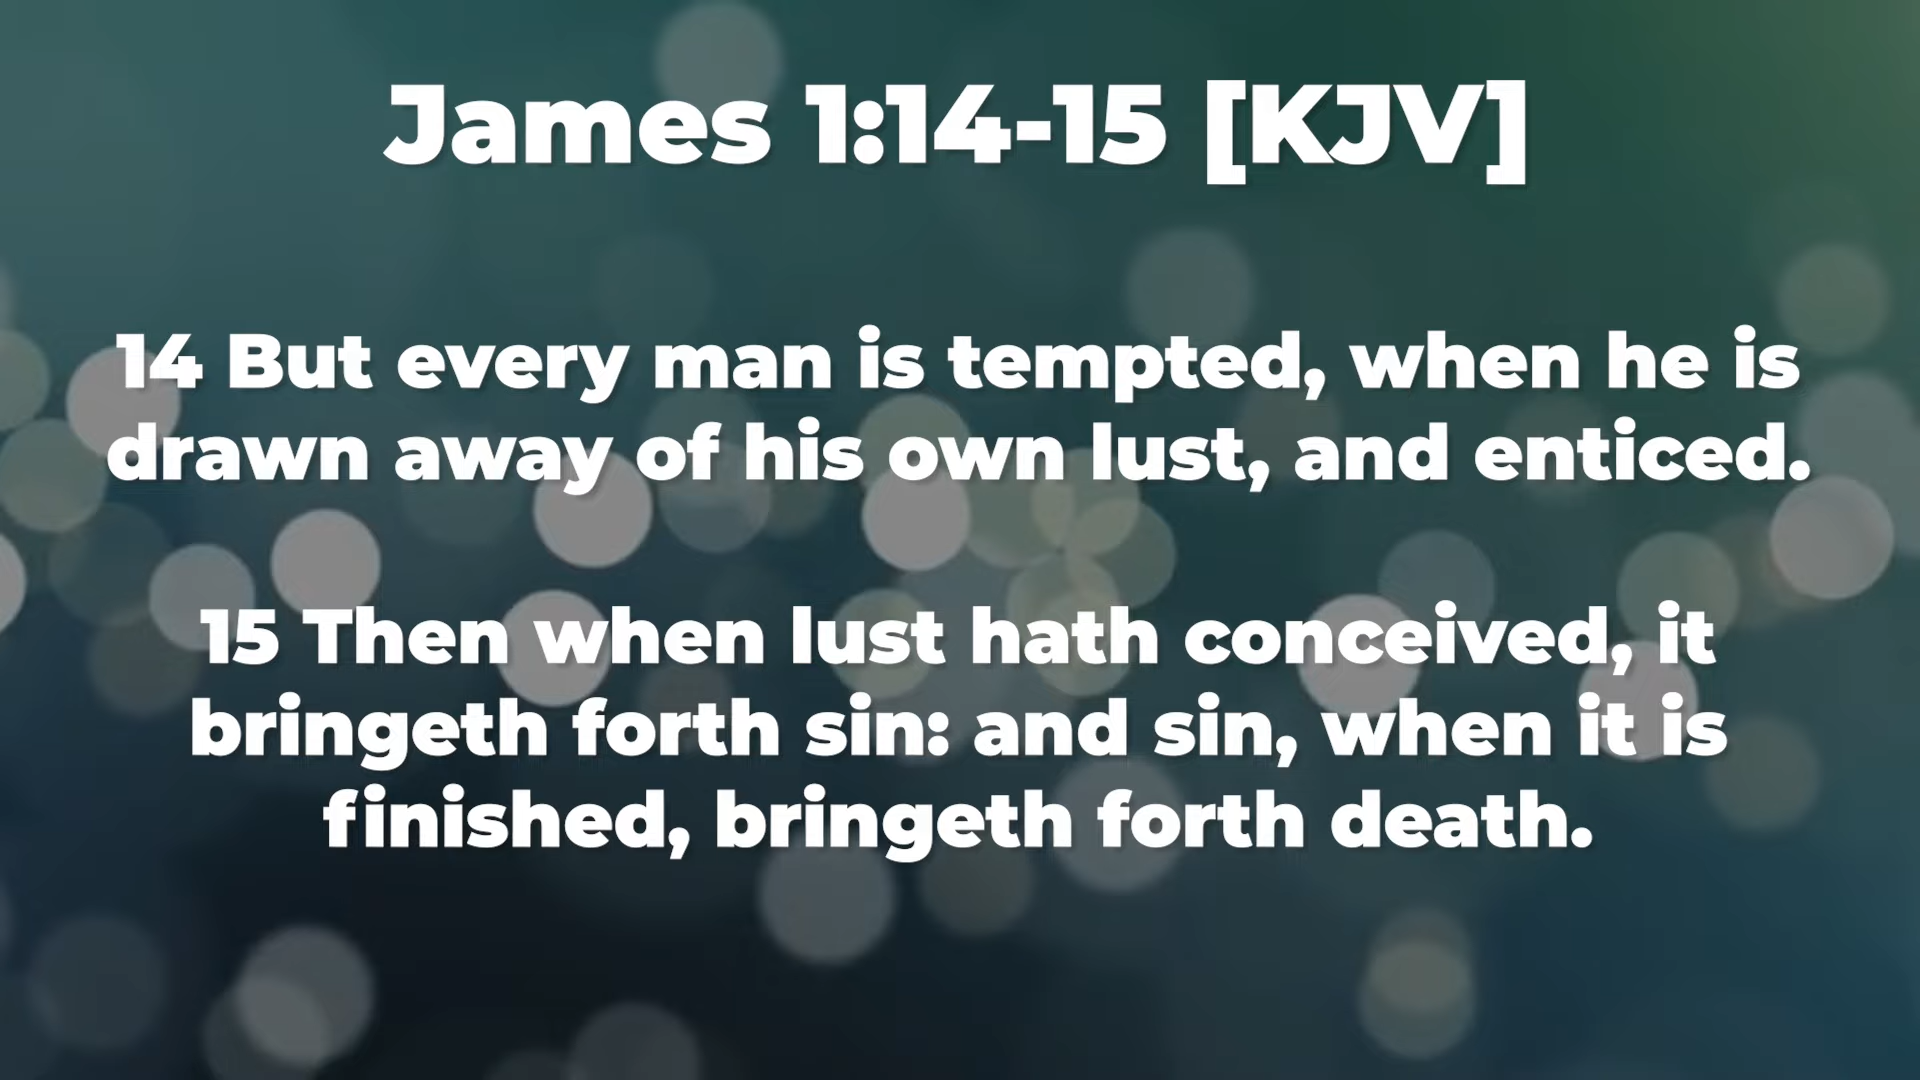 James 1:14-15 [KJV]
14 But every man is tempted, when he is
drawn away of his own lust, and enticed.
15 Then when lust hath conceived, it
bringeth forth sin: and sin, when it is
finished, bringeth forth death.